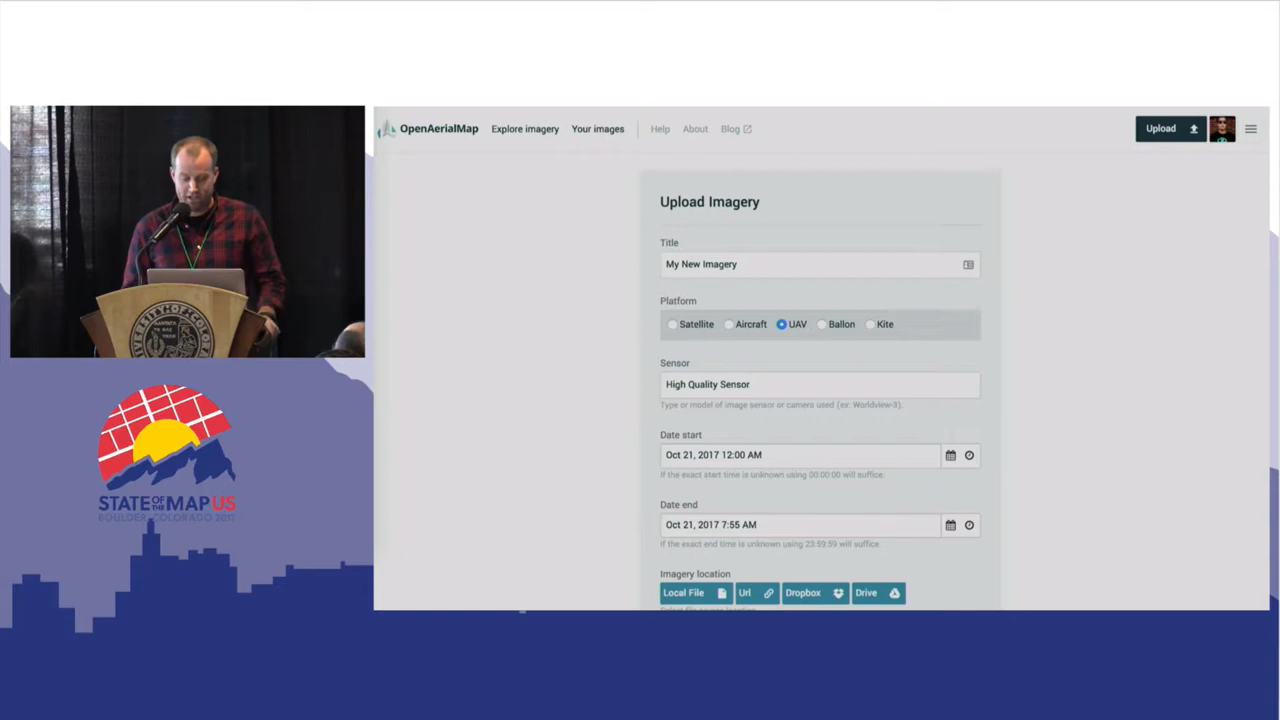 OpenAerialMap Explore imagery Your images Help About Blog Upload
Upload Imagery
Title
My New Imagery
Platform
Satellite Aircraft UAV Ballon Kite
Sensor
High Quality Sensor
Type or model of image sensor or camera used (ex: Worldview-3).
Date start
Oct 21, 2017 12:00 AM
If the exact start time is unknown using 00:00:00 will suffice.
Date end
Oct 21, 2017 7:55 AM
If the exact end time is unknown using 23:59:59 will suffice.
Imagery location
Local File Url Dropbox Drive
STATE OF THE MAP US
BOULDER, COLORADO 2017